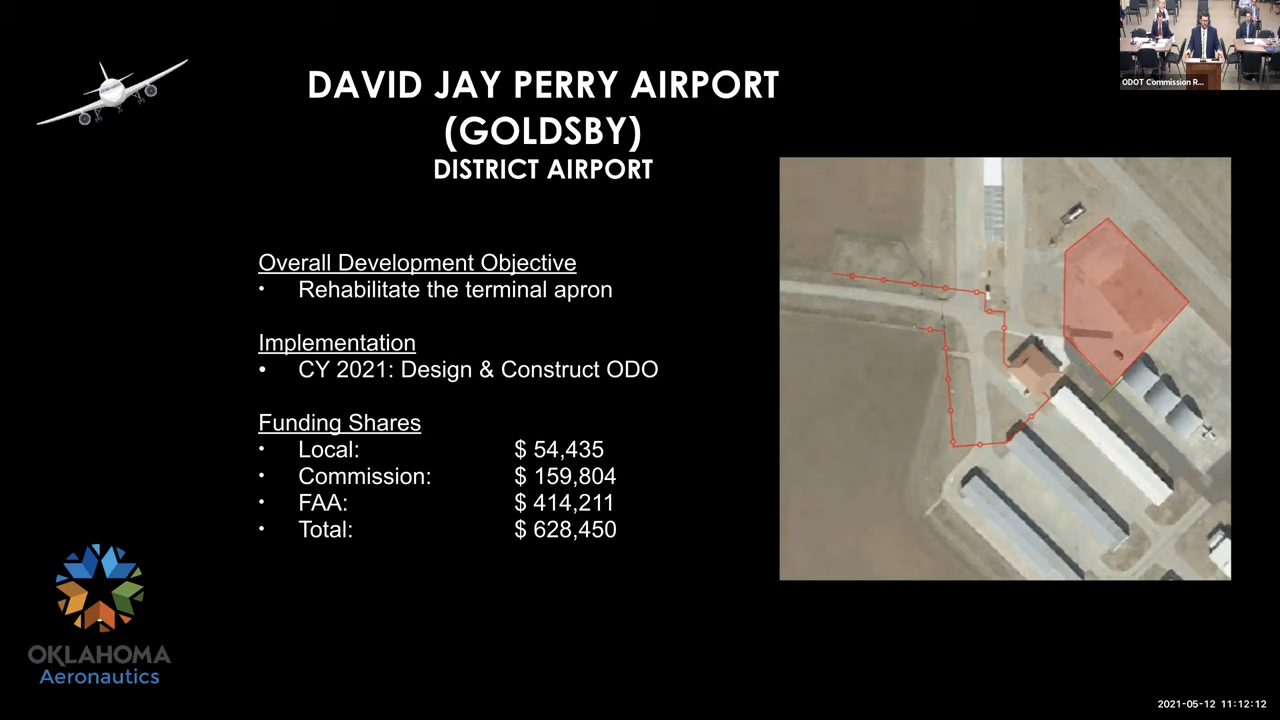 DAVID JAY PERRY AIRPORT
(GOLDSBY)
DISTRICT AIRPORT
ODOT Commission R...
Overall Development Objective
• Rehabilitate the terminal apron
Implementation
• CY 2021: Design & Construct ODO
Funding Shares
• Local: $ 54,435
• Commission: $ 159,804
• FAA: $ 414,211
• Total: $ 628,450
OKLAHOMA
Aeronautics
2021-05-12 11:12:12